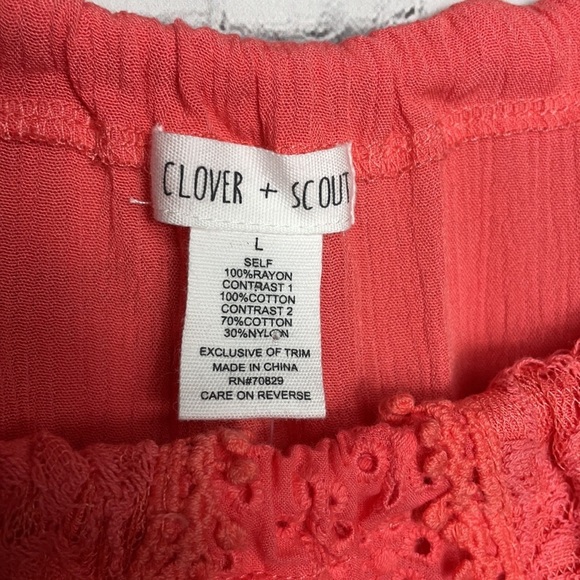 CLOVER + SCOUT
L
SELF
100%RAYON
CONTRAST 1
100%COTTON
CONTRAST 2
70%COTTON
30%NYLON
EXCLUSIVE OF TRIM
MADE IN CHINA
RN#70829
CARE ON REVERSE